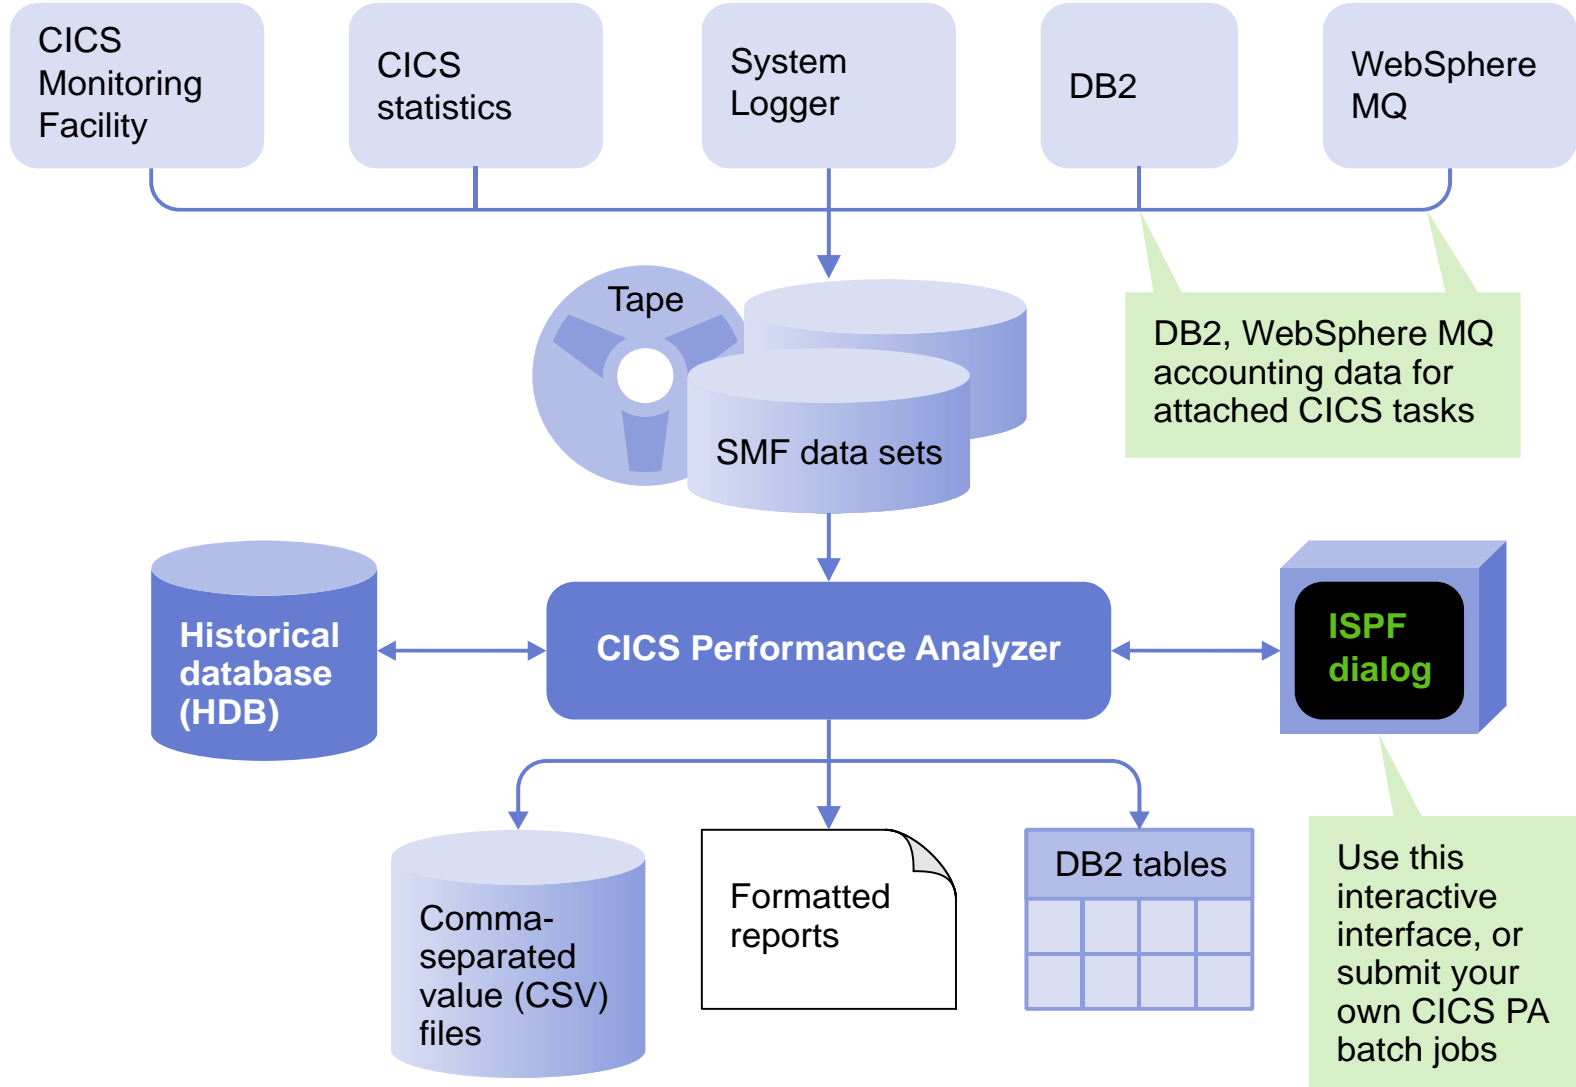 CICS
Monitoring
Facility
CICS
statistics
System
Logger
DB2
WebSphere
MQ
Tape
SMF data sets
DB2, WebSphere MQ
accounting data for
attached CICS tasks
Historical
database
(HDB)
CICS Performance Analyzer
ISPF
dialog
Comma-
separated
value (CSV)
files
Formatted
reports
DB2 tables
Use this
interactive
interface, or
submit your
own CICS PA
batch jobs